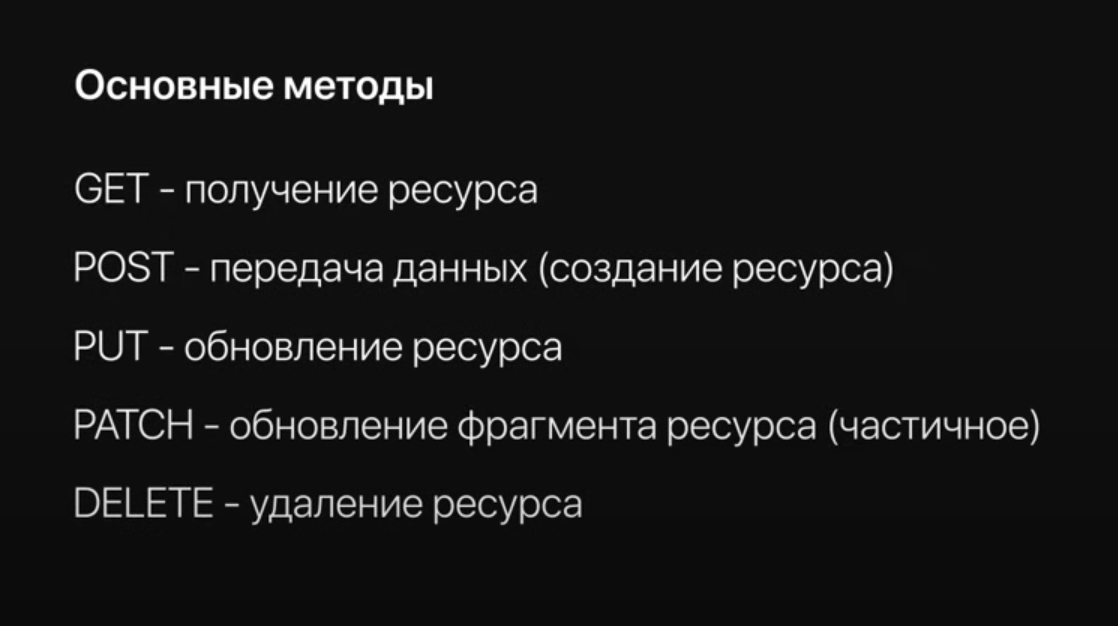 Основные методы
GET - получение ресурса
POST - передача данных (создание ресурса)
PUT - обновление ресурса
PATCH - обновление фрагмента ресурса (частичное)
DELETE - удаление ресурса